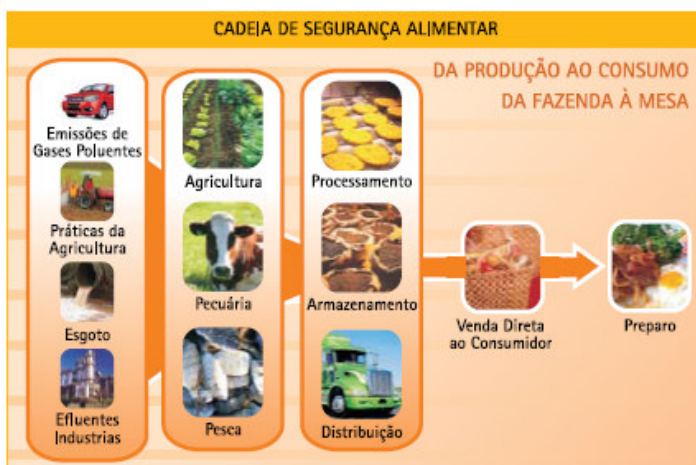 CADEIA DE SEGURANÇA ALIMENTAR
DA PRODUÇÃO AO CONSUMO
DA FAZENDA À MESA
Emissões de
Gases Poluentes
Práticas da
Agricultura
Esgoto
Efluentes
Industrias
Agricultura
Pecuária
Pesca
Processamento
Armazenamento
Distribuição
Venda Direta
ao Consumidor
Preparo